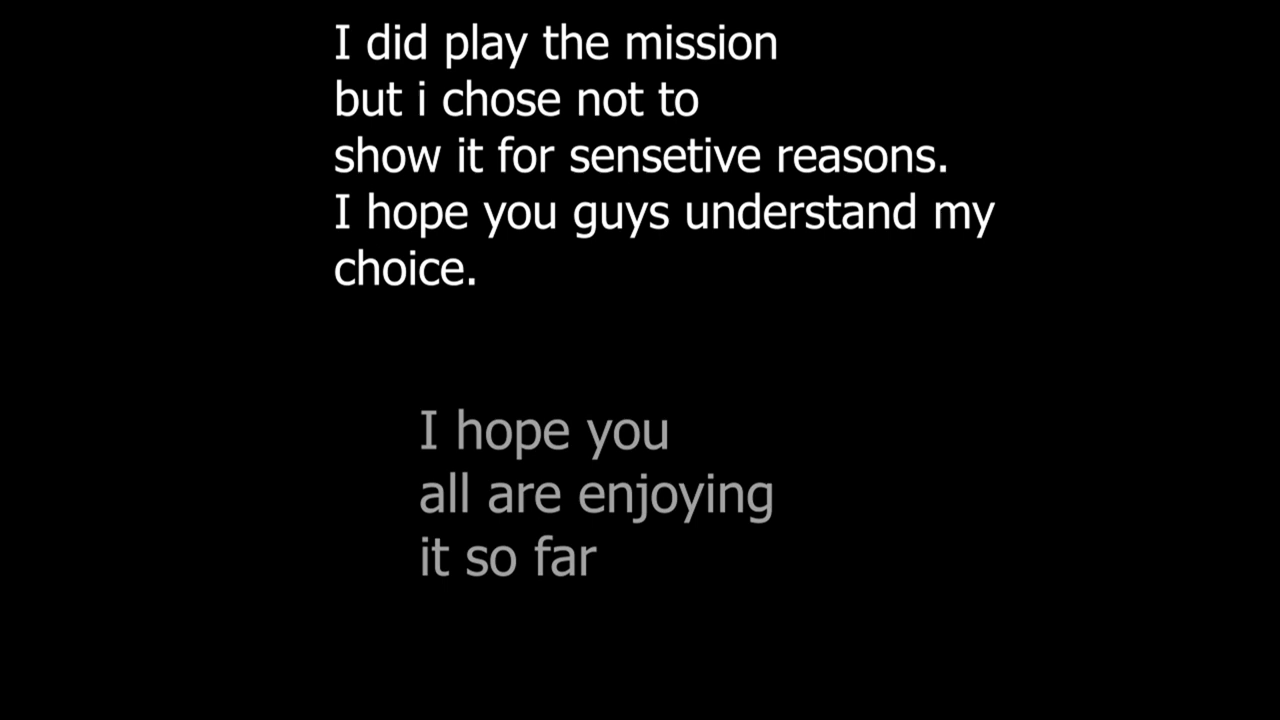 I did play the mission
but i chose not to
show it for sensetive reasons.
I hope you guys understand my
choice.
I hope you
all are enjoying
it so far